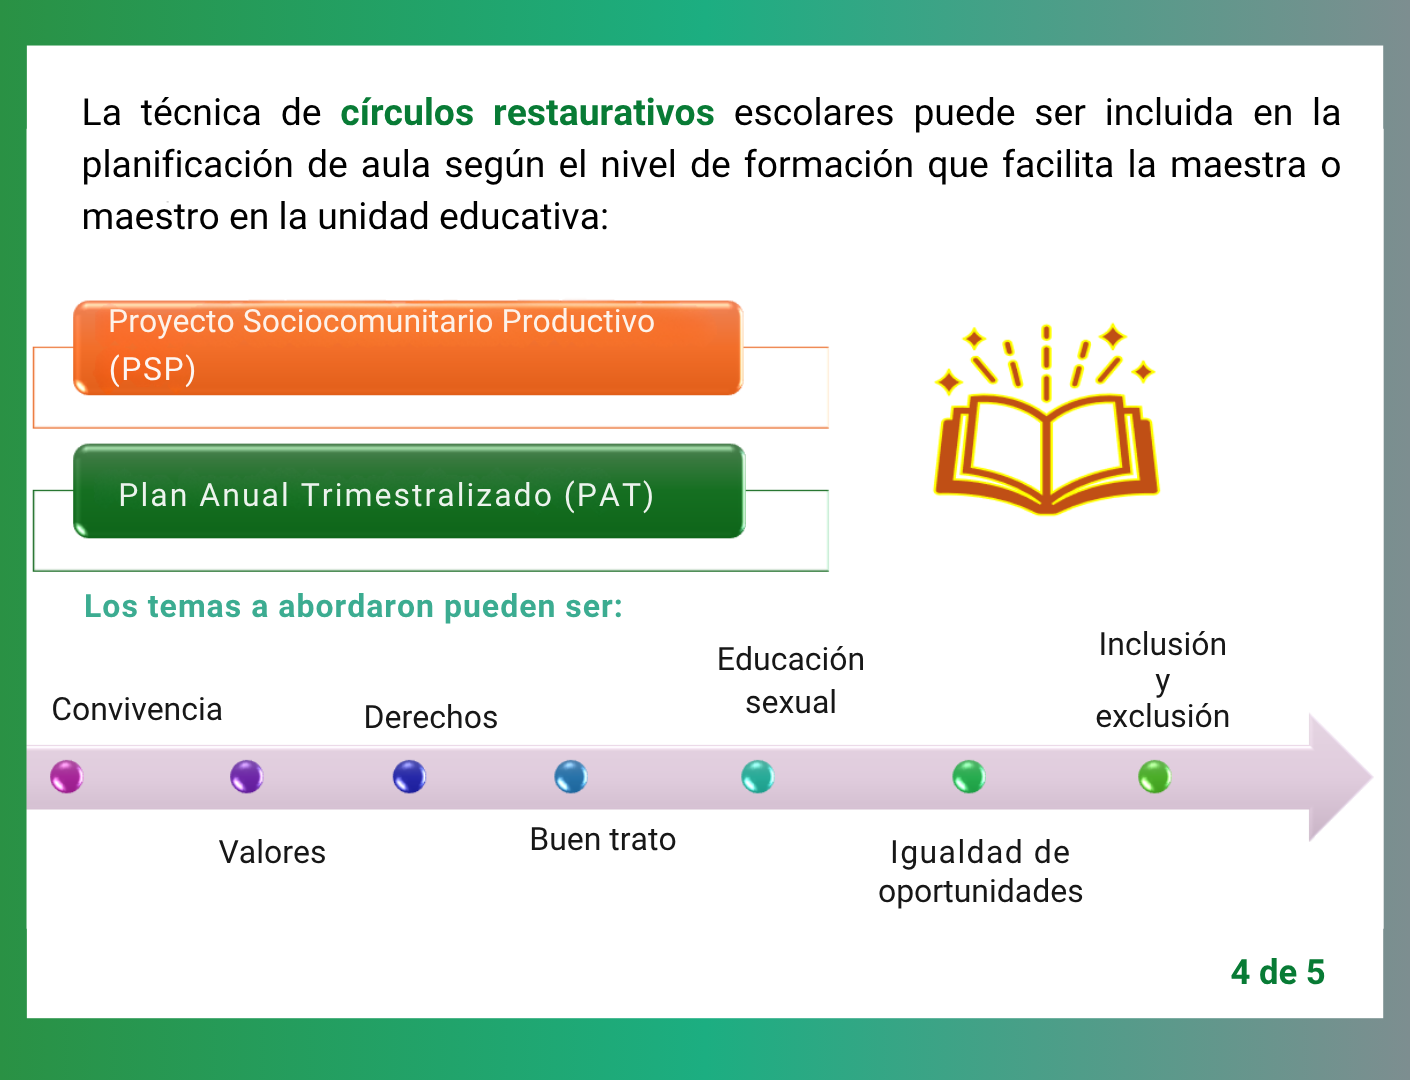 La técnica de círculos restaurativos escolares puede ser incluida en la
planificación de aula según el nivel de formación que facilita la maestra o
maestro en la unidad educativa:
Proyecto Sociocomunitario Productivo
(PSP)
Plan Anual Trimestralizado (PAT)
Los temas a abordaron pueden ser:
Convivencia
Valores
Derechos
Buen trato
Educación
sexual
Igualdad de
oportunidades
Inclusión
y
exclusión
4 de 5